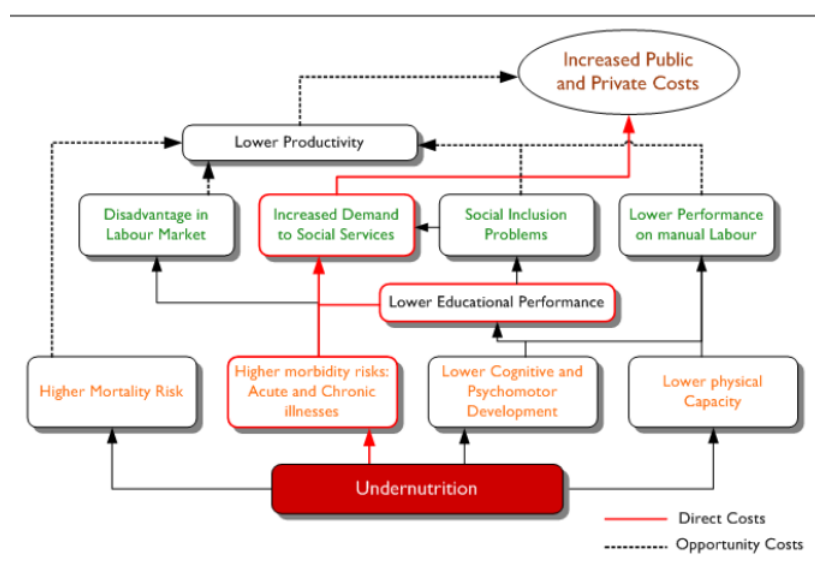 Increased Public
and Private Costs
Lower Productivity
Disadvantage in
Labour Market
Increased Demand
to Social Services
Social Inclusion
Problems
Lower Performance
on manual Labour
Lower Educational Performance
Higher Mortality Risk
Higher morbidity risks:
Acute and Chronic
illnesses
Lower Cognitive and
Psychomotor
Development
Lower physical
Capacity
Undernutrition
Direct Costs
Opportunity Costs